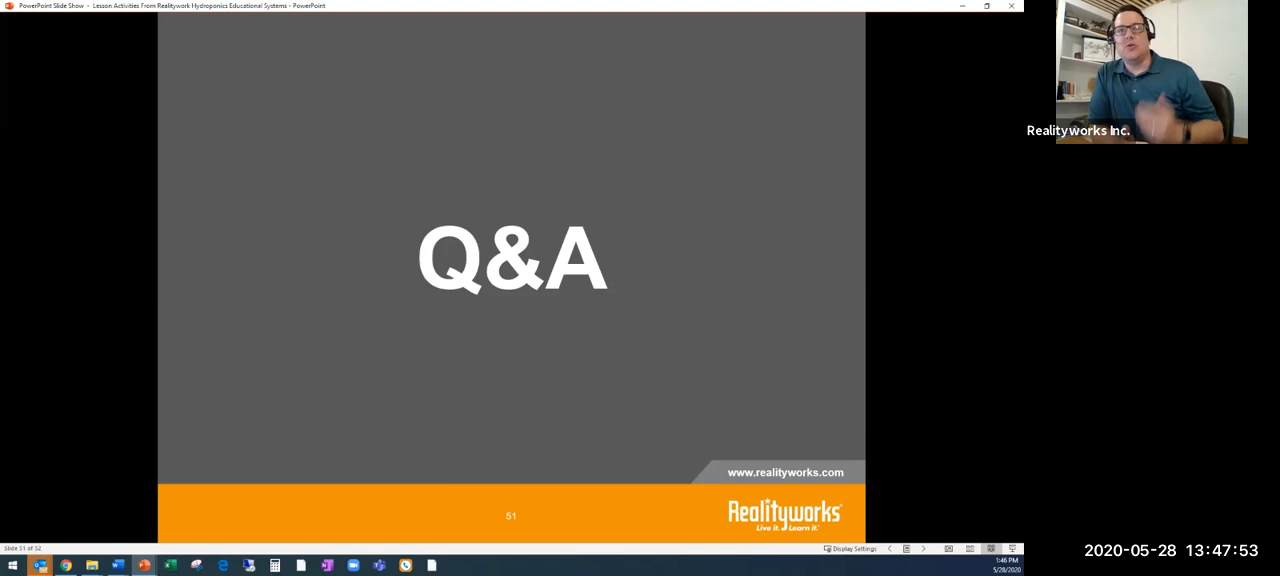 PowerPoint Slide Show - Lesson Activities From Realitywork Hydroponics Educational Systems - PowerPoint
Realityworks Inc.
Q&A
www.realityworks.com
51
Realityworks
Live it. Learn it.
Slide 51 of 52
Display Settings
1:46 PM
5/28/2020
2020-05-28 13:47:53